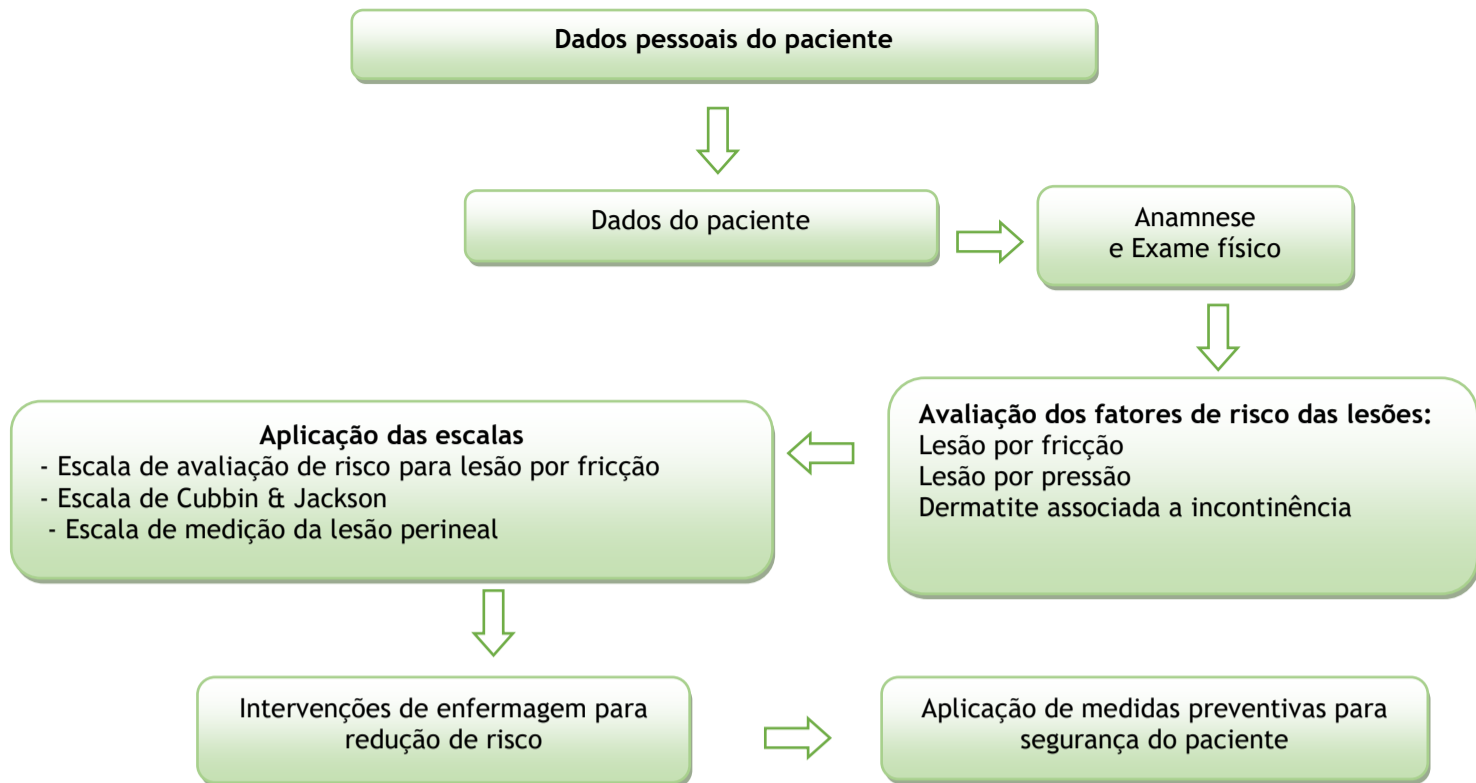 Dados pessoais do paciente
Dados do paciente
Anamnese
e Exame físico
Avaliação dos fatores de risco das lesões:
Lesão por fricção
Lesão por pressão
Dermatite associada a incontinência
Aplicação das escalas
- Escala de avaliação de risco para lesão por fricção
- Escala de Cubbin & Jackson
- Escala de medição da lesão perineal
Intervenções de enfermagem para
redução de risco
Aplicação de medidas preventivas para
segurança do paciente